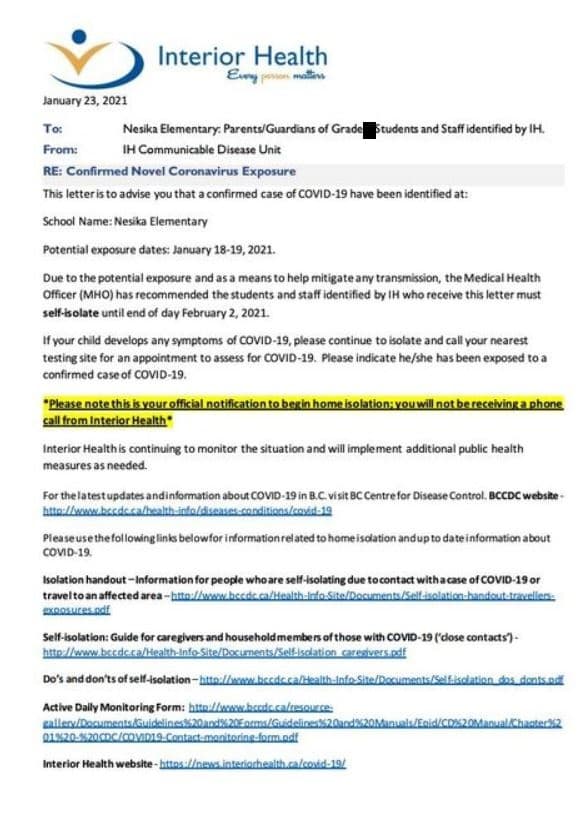 Interior Health
Every person matters
January 23, 2021
To: Nesika Elementary: Parents/Guardians of Grade Students and Staff identified by IH.
From: IH Communicable Disease Unit
RE: Confirmed Novel Coronavirus Exposure
This letter is to advise you that a confirmed case of COVID-19 have been identified at:
School Name: Nesika Elementary
Potential exposure dates: January 18-19, 2021.
Due to the potential exposure and as a means to help mitigate any transmission, the Medical Health
Officer (MHO) has recommended the students and staff identified by IH who receive this letter must
self-isolate until end of day February 2, 2021.
If your child develops any symptoms of COVID-19, please continue to isolate and call your nearest
testing site for an appointment to assess for COVID-19. Please indicate he/she has been exposed to a
confirmed case of COVID-19.
*Please note this is your official notification to begin home isolation; you will not be receiving a phone
call from Interior Health*
Interior Health is continuing to monitor the situation and will implement additional public health
measures as needed.
For the latest updates and information about COVID-19 in B.C. visit BC Centre for Disease Control. BCCDC website -
http://www.bccdc.ca/health-info/diseases-conditions/covid-19
Please use the following links below for information related to home isolation and up to date information about
COVID-19.
Isolation handout – Information for people who are self-isolating due to contact with a case of COVID-19 or
travel to an affected area – http://www.bccdc.ca/Health-Info-Site/Documents/Self-isolation-handout-travellers-
exposures.pdf
Self-isolation: Guide for caregivers and household members of those with COVID-19 ('close contacts') -
http://www.bccdc.ca/Health-Info-Site/Documents/Self-isolation_caregivers.pdf
Do's and don'ts of self-isolation – http://www.bccdc.ca/Health-Info-Site/Documents/Self-isolation_dos_donts.pdf
Active Daily Monitoring Form: http://www.bccdc.ca/resource-
gallery/Documents/Guidelines%20and%20Forms/Guidelines%20and%20Manuals/Epid/CD%20Manual/Chapter%2
01%20-%20CDC/COVID19-Contact-monitoring-form.pdf
Interior Health website - https://news.interiorhealth.ca/covid-19/